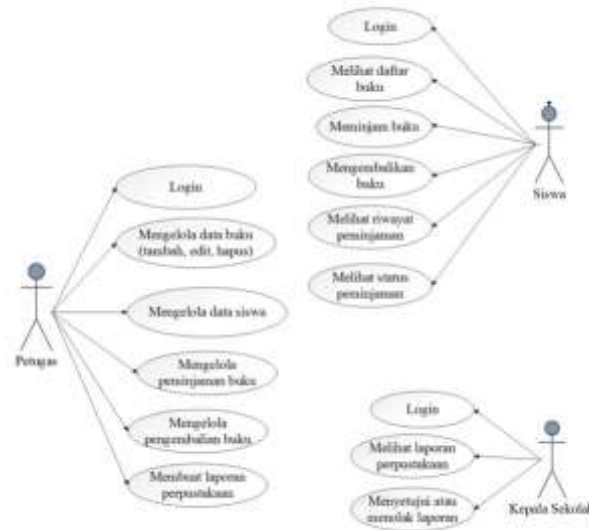 Login
Melihat daftar
buku
Meminjam buku
Mengembalikan
buku
Melihat riwayat
peminjaman
Melihat status
peminjaman
Siswa
Login
Mengelola data buku
(tambah, edit, hapus)
Mengelola data siswa
Mengelola
peminjaman buku
Mengelola
pengembalian buku
Membuat laporan
perpustakaan
Petugas
Login
Melihat laporan
perpustakaan
Menyetujui atau
menolak laporan
Kepala Sekolah